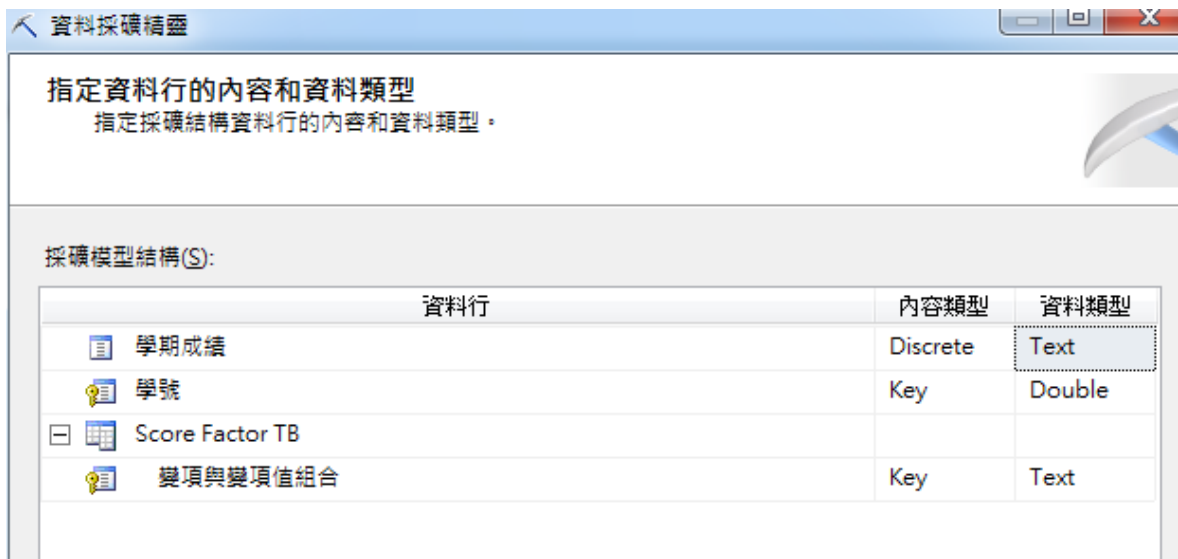 資料採礦精靈
指定資料行的內容和資料類型
指定採礦結構資料行的內容和資料類型。
採礦模型結構(S):
資料行 內容類型 資料類型
學期成績 Discrete Text
學號 Key Double
Score Factor TB
變項與變項值組合 Key Text